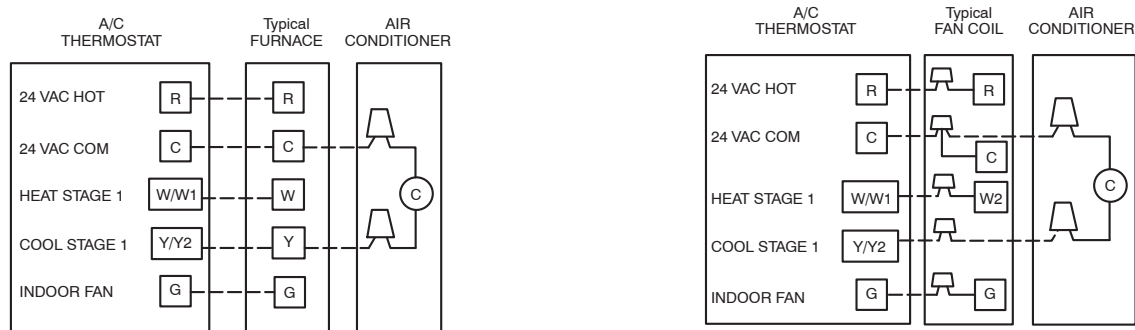 A/C
THERMOSTAT
Typical
FURNACE
AIR
CONDITIONER
24 VAC HOT R R
24 VAC COM C C
HEAT STAGE 1 W/W1 W C
COOL STAGE 1 Y/Y2 Y
INDOOR FAN G G
A/C
THERMOSTAT
Typical
FAN COIL
AIR
CONDITIONER
24 VAC HOT R R
24 VAC COM C C
HEAT STAGE 1 W/W1 W2 C
COOL STAGE 1 Y/Y2
INDOOR FAN G G